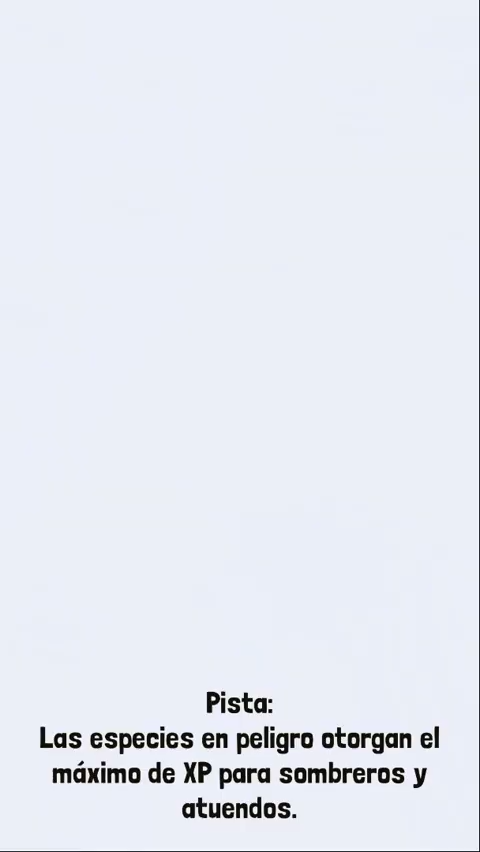 Pista:
Las especies en peligro otorgan el
máximo de XP para sombreros y
atuendos.